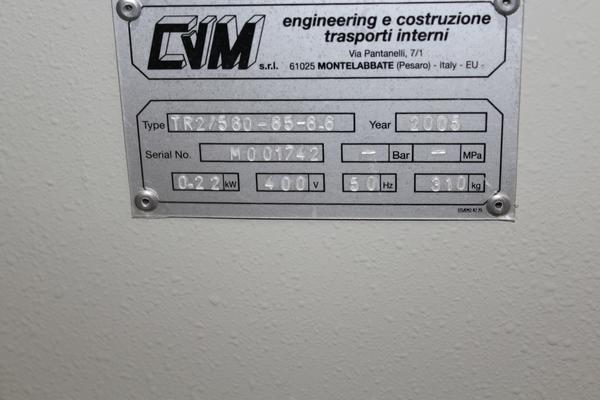 CVM s.r.l.
engineering e costruzione
trasporti interni
Via Pantanelli, 7/1
61025 MONTELABBATE (Pesaro) - Italy - EU -
Type TR2/560-65-6.6 Year 2005
Serial No. M001742 - Bar - MPa
0.22 kW 400 V 50 Hz 310 kg